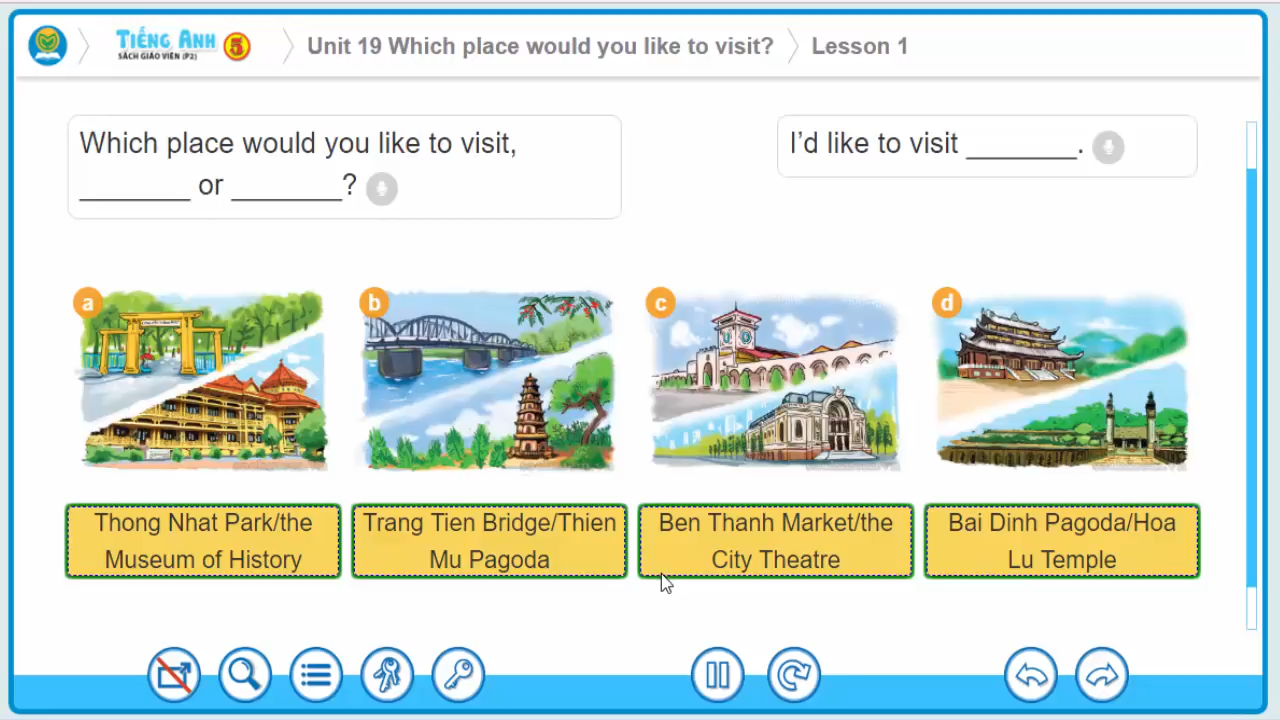 TIẾNG ANH 5
SÁCH GIÁO VIÊN (P2)
Unit 19 Which place would you like to visit?
Lesson 1
Which place would you like to visit,
________ or ________?
I'd like to visit ________.
a
b
c
d
Thong Nhat Park/the
Museum of History
Trang Tien Bridge/Thien
Mu Pagoda
Ben Thanh Market/the
City Theatre
Bai Dinh Pagoda/Hoa
Lu Temple